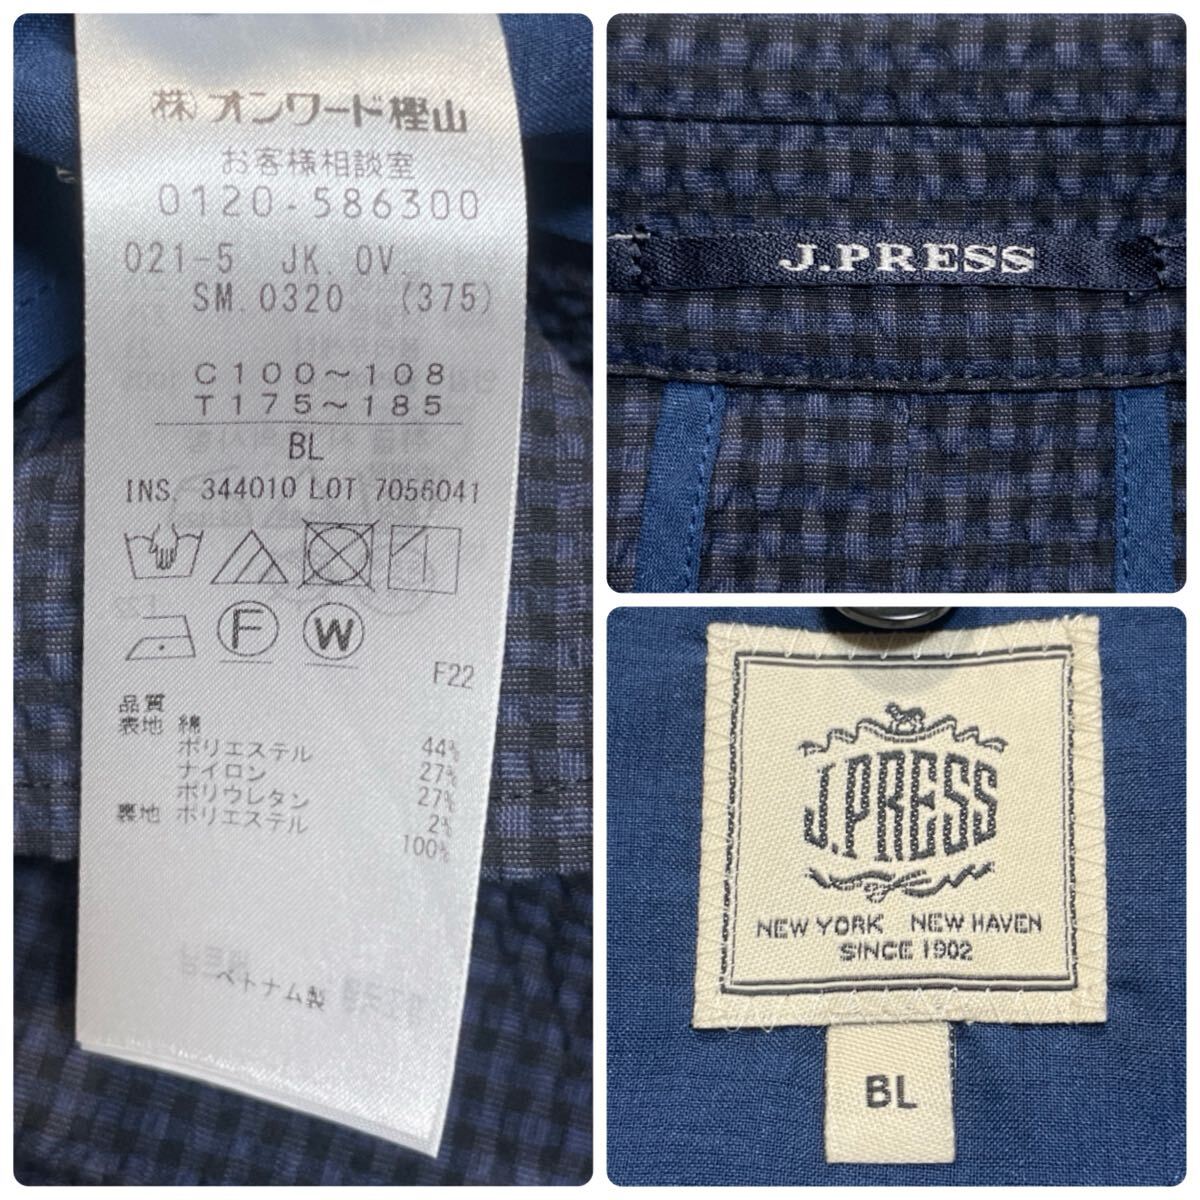 (株)オンワード樫山
お客様相談室
0120-586300
021-5 JK OV.
SM.0320 (375)
C100~108
T175~185
BL
INS. 344010 LOT 7056041
F
W
F22
品質
表地 綿
ポリエステル 44%
ナイロン 27%
ポリウレタン 27%
裏地 ポリエステル 2%
100%
ベトナム製
J.PRESS
J.PRESS
NEW YORK NEW HAVEN
SINCE 1902
BL